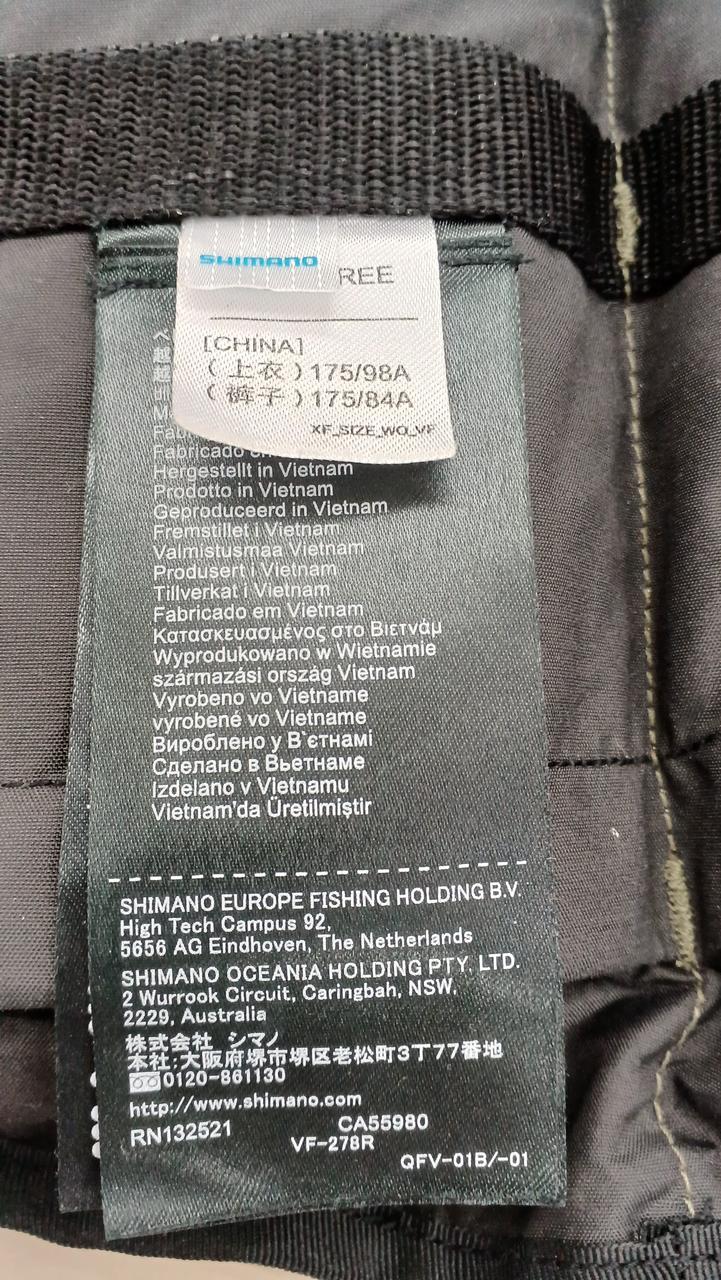 SHIMANO
REE
[CHINA]
(上衣)175/98A
(裤子)175/84A
XF_SIZE_WO_VF
Fabricado
Hergestellt in Vietnam
Prodotto in Vietnam
Geproduceerd in Vietnam
Fremstillet i Vietnam
Valmistusmaa Vietnam
Produsert i Vietnam
Tillverkat i Vietnam
Fabricado em Vietnam
Κατασκευασμένος στο Βιετνάμ
Wyprodukowano w Wietnamie
származási ország Vietnam
Vyrobeno vo Vietname
vyrobené vo Vietname
Вироблено у В`єтнамі
Сделано в Вьетнаме
Izdelano v Vietnamu
Vietnam'da Üretilmiştir
SHIMANO EUROPE FISHING HOLDING B.V.
High Tech Campus 92,
5656 AG Eindhoven, The Netherlands
SHIMANO OCEANIA HOLDING PTY. LTD.
2 Wurrook Circuit, Caringbah, NSW,
2229, Australia
株式会社 シマノ
本社:大阪府堺市堺区老松町3丁77番地
0120-861130
http://www.shimano.com
RN132521 CA55980
VF-278R
QFV-01B/-01